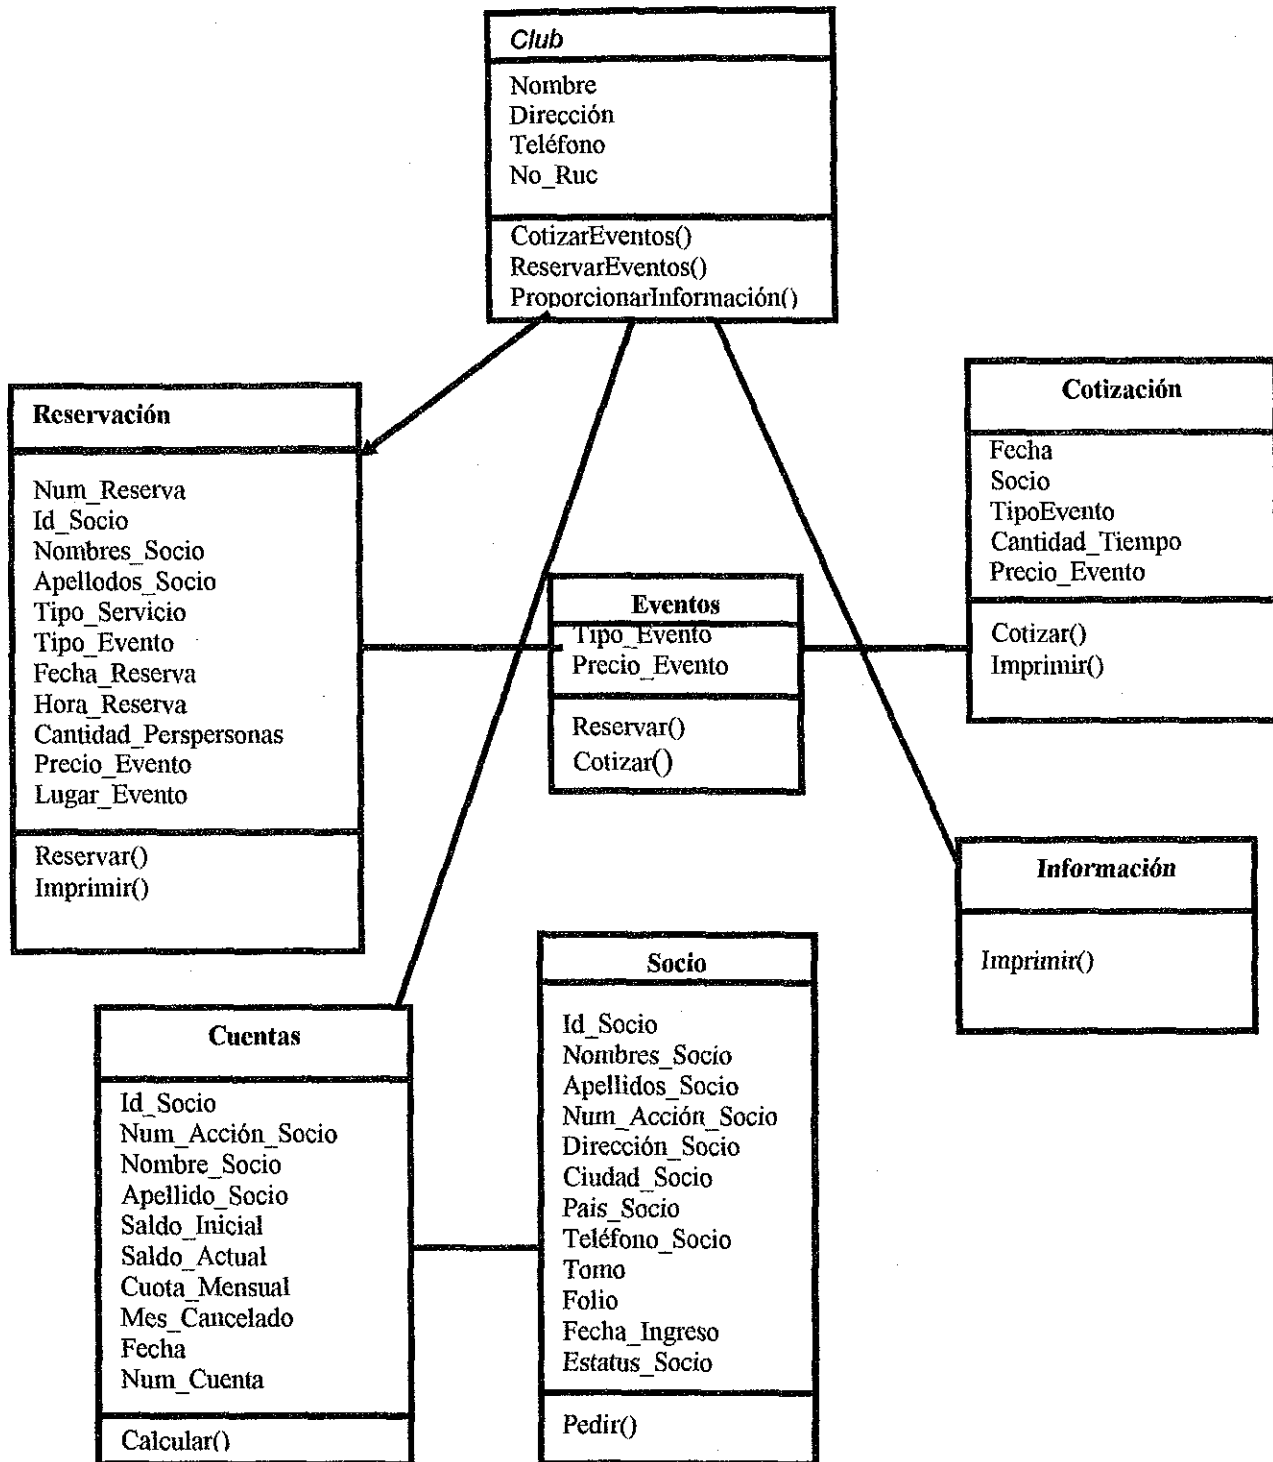 Club
Nombre
Dirección
Teléfono
No_Ruc
CotizarEventos()
ReservarEventos()
ProporcionarInformación()
Reservación
Num_Reserva
Id_Socio
Nombres_Socio
Apellodos_Socio
Tipo_Servicio
Tipo_Evento
Fecha_Reserva
Hora_Reserva
Cantidad_Perspersonas
Precio_Evento
Lugar_Evento
Reservar()
Imprimir()
Eventos
Tipo_Evento
Precio_Evento
Reservar()
Cotizar()
Cotización
Fecha
Socio
TipoEvento
Cantidad_Tiempo
Precio_Evento
Cotizar()
Imprimir()
Información
Imprimir()
Cuentas
Id_Socio
Num_Acción_Socio
Nombre_Socio
Apellido_Socio
Saldo_Inicial
Saldo_Actual
Cuota_Mensual
Mes_Cancelado
Fecha
Num_Cuenta
Calcular()
Socio
Id_Socio
Nombres_Socio
Apellidos_Socio
Num_Acción_Socio
Dirección_Socio
Ciudad_Socio
Pais_Socio
Teléfono_Socio
Tomo
Folio
Fecha_Ingreso
Estatus_Socio
Pedir()